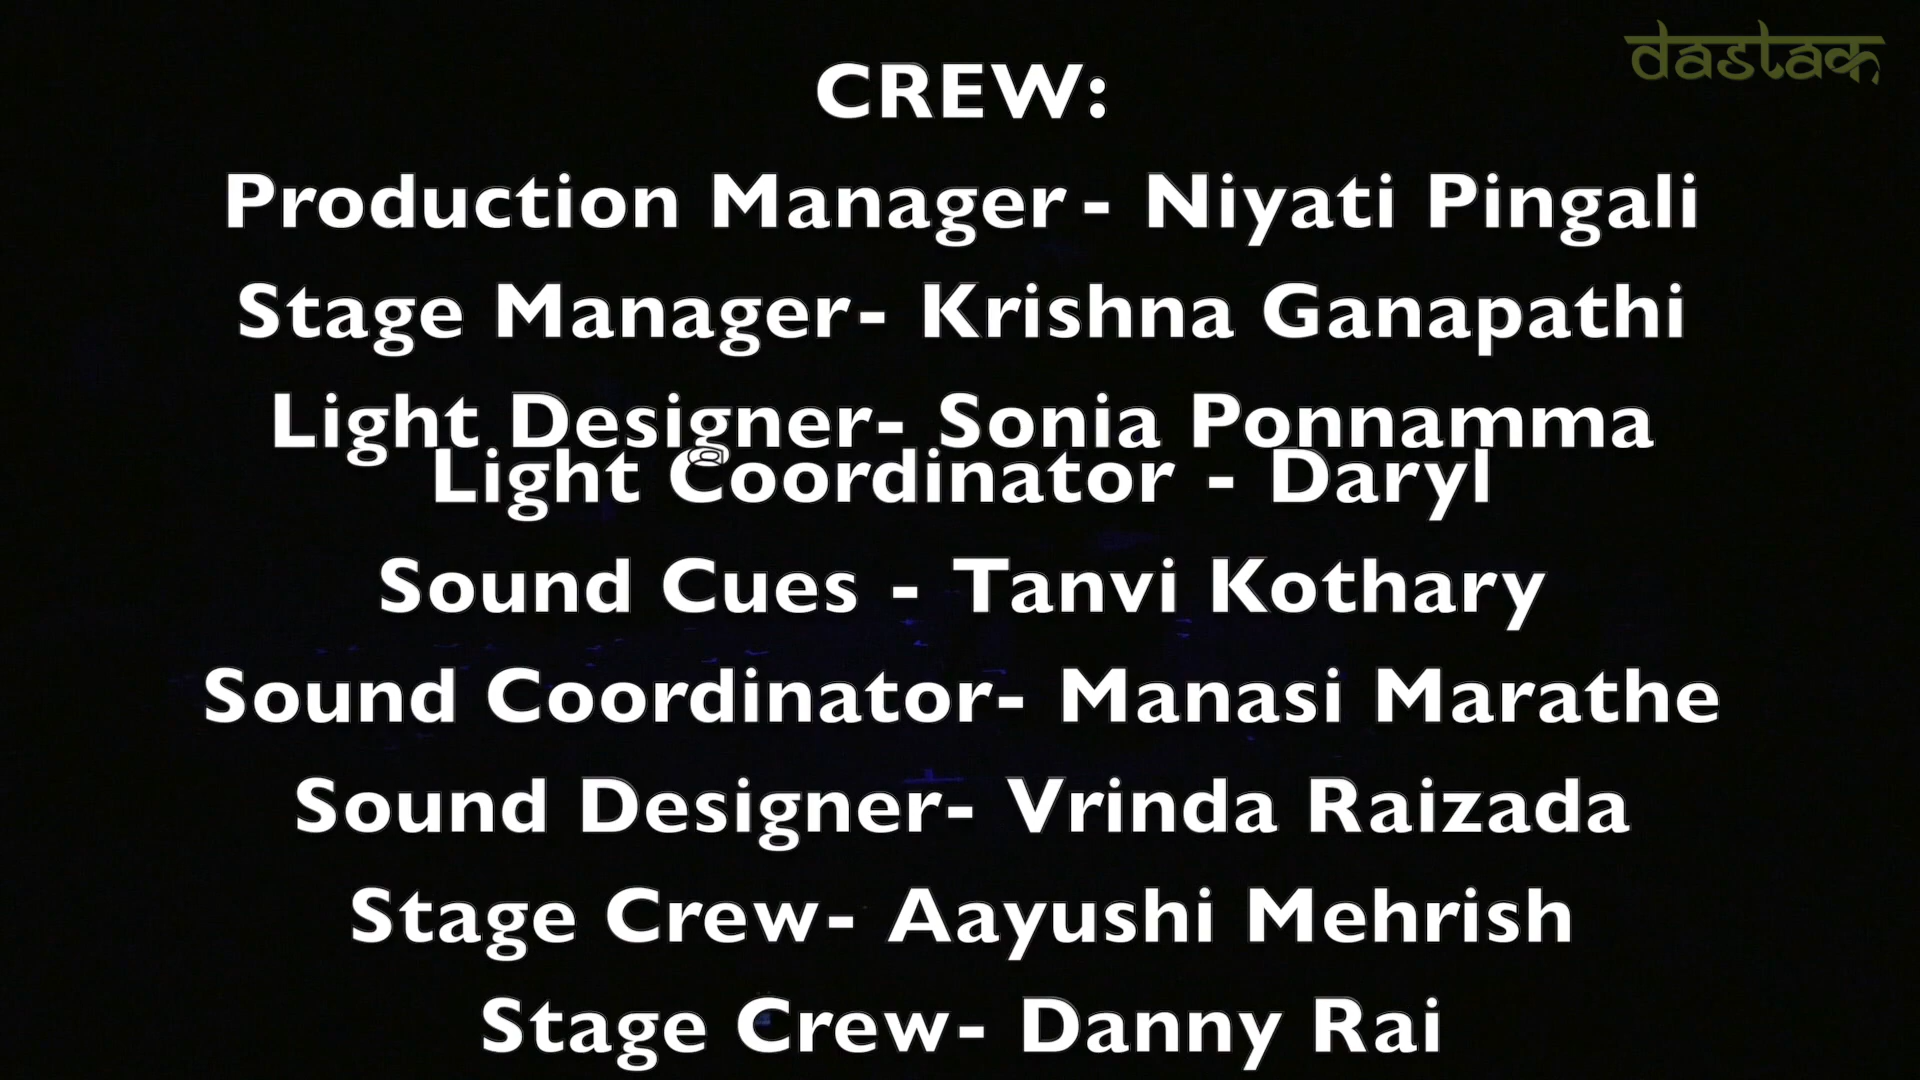 dastak
CREW:
Production Manager - Niyati Pingali
Stage Manager- Krishna Ganapathi
Light Designer- Sonia Ponnamma
Light Coordinator - Daryl
Sound Cues - Tanvi Kothary
Sound Coordinator- Manasi Marathe
Sound Designer- Vrinda Raizada
Stage Crew- Aayushi Mehrish
Stage Crew- Danny Rai